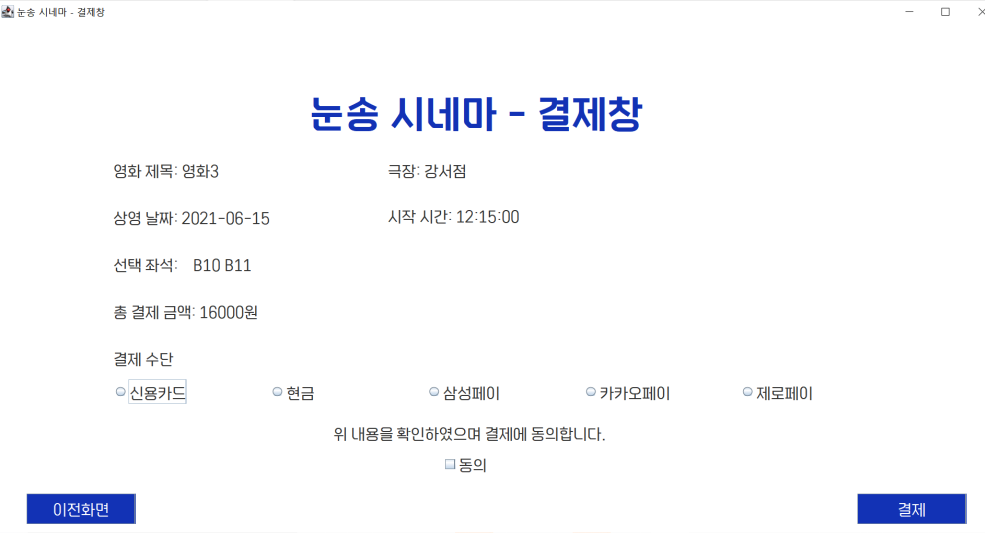 눈송 시네마 - 결제창
눈송 시네마 - 결제창
영화 제목: 영화3 극장: 강서점
상영 날짜: 2021-06-15 시작 시간: 12:15:00
선택 좌석: B10 B11
총 결제 금액: 16000원
결제 수단
신용카드 현금 삼성페이 카카오페이 제로페이
위 내용을 확인하였으며 결제에 동의합니다.
동의
이전화면 결제